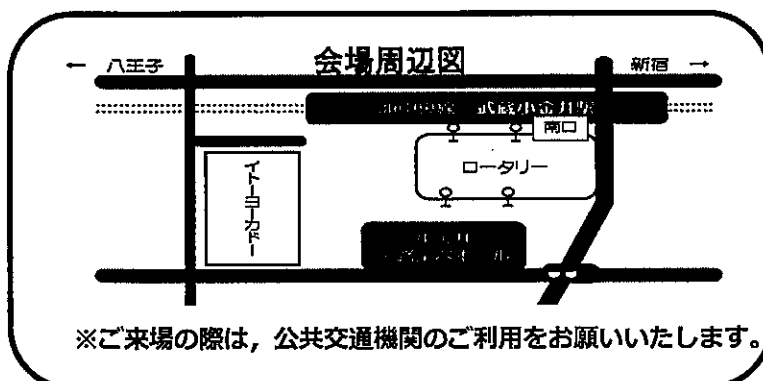 会場周辺図
← 八王子
新宿 →
武蔵小金井駅
南口
ロータリー
イトーヨーカドー
※ご来場の際は,公共交通機関のご利用をお願いいたします。